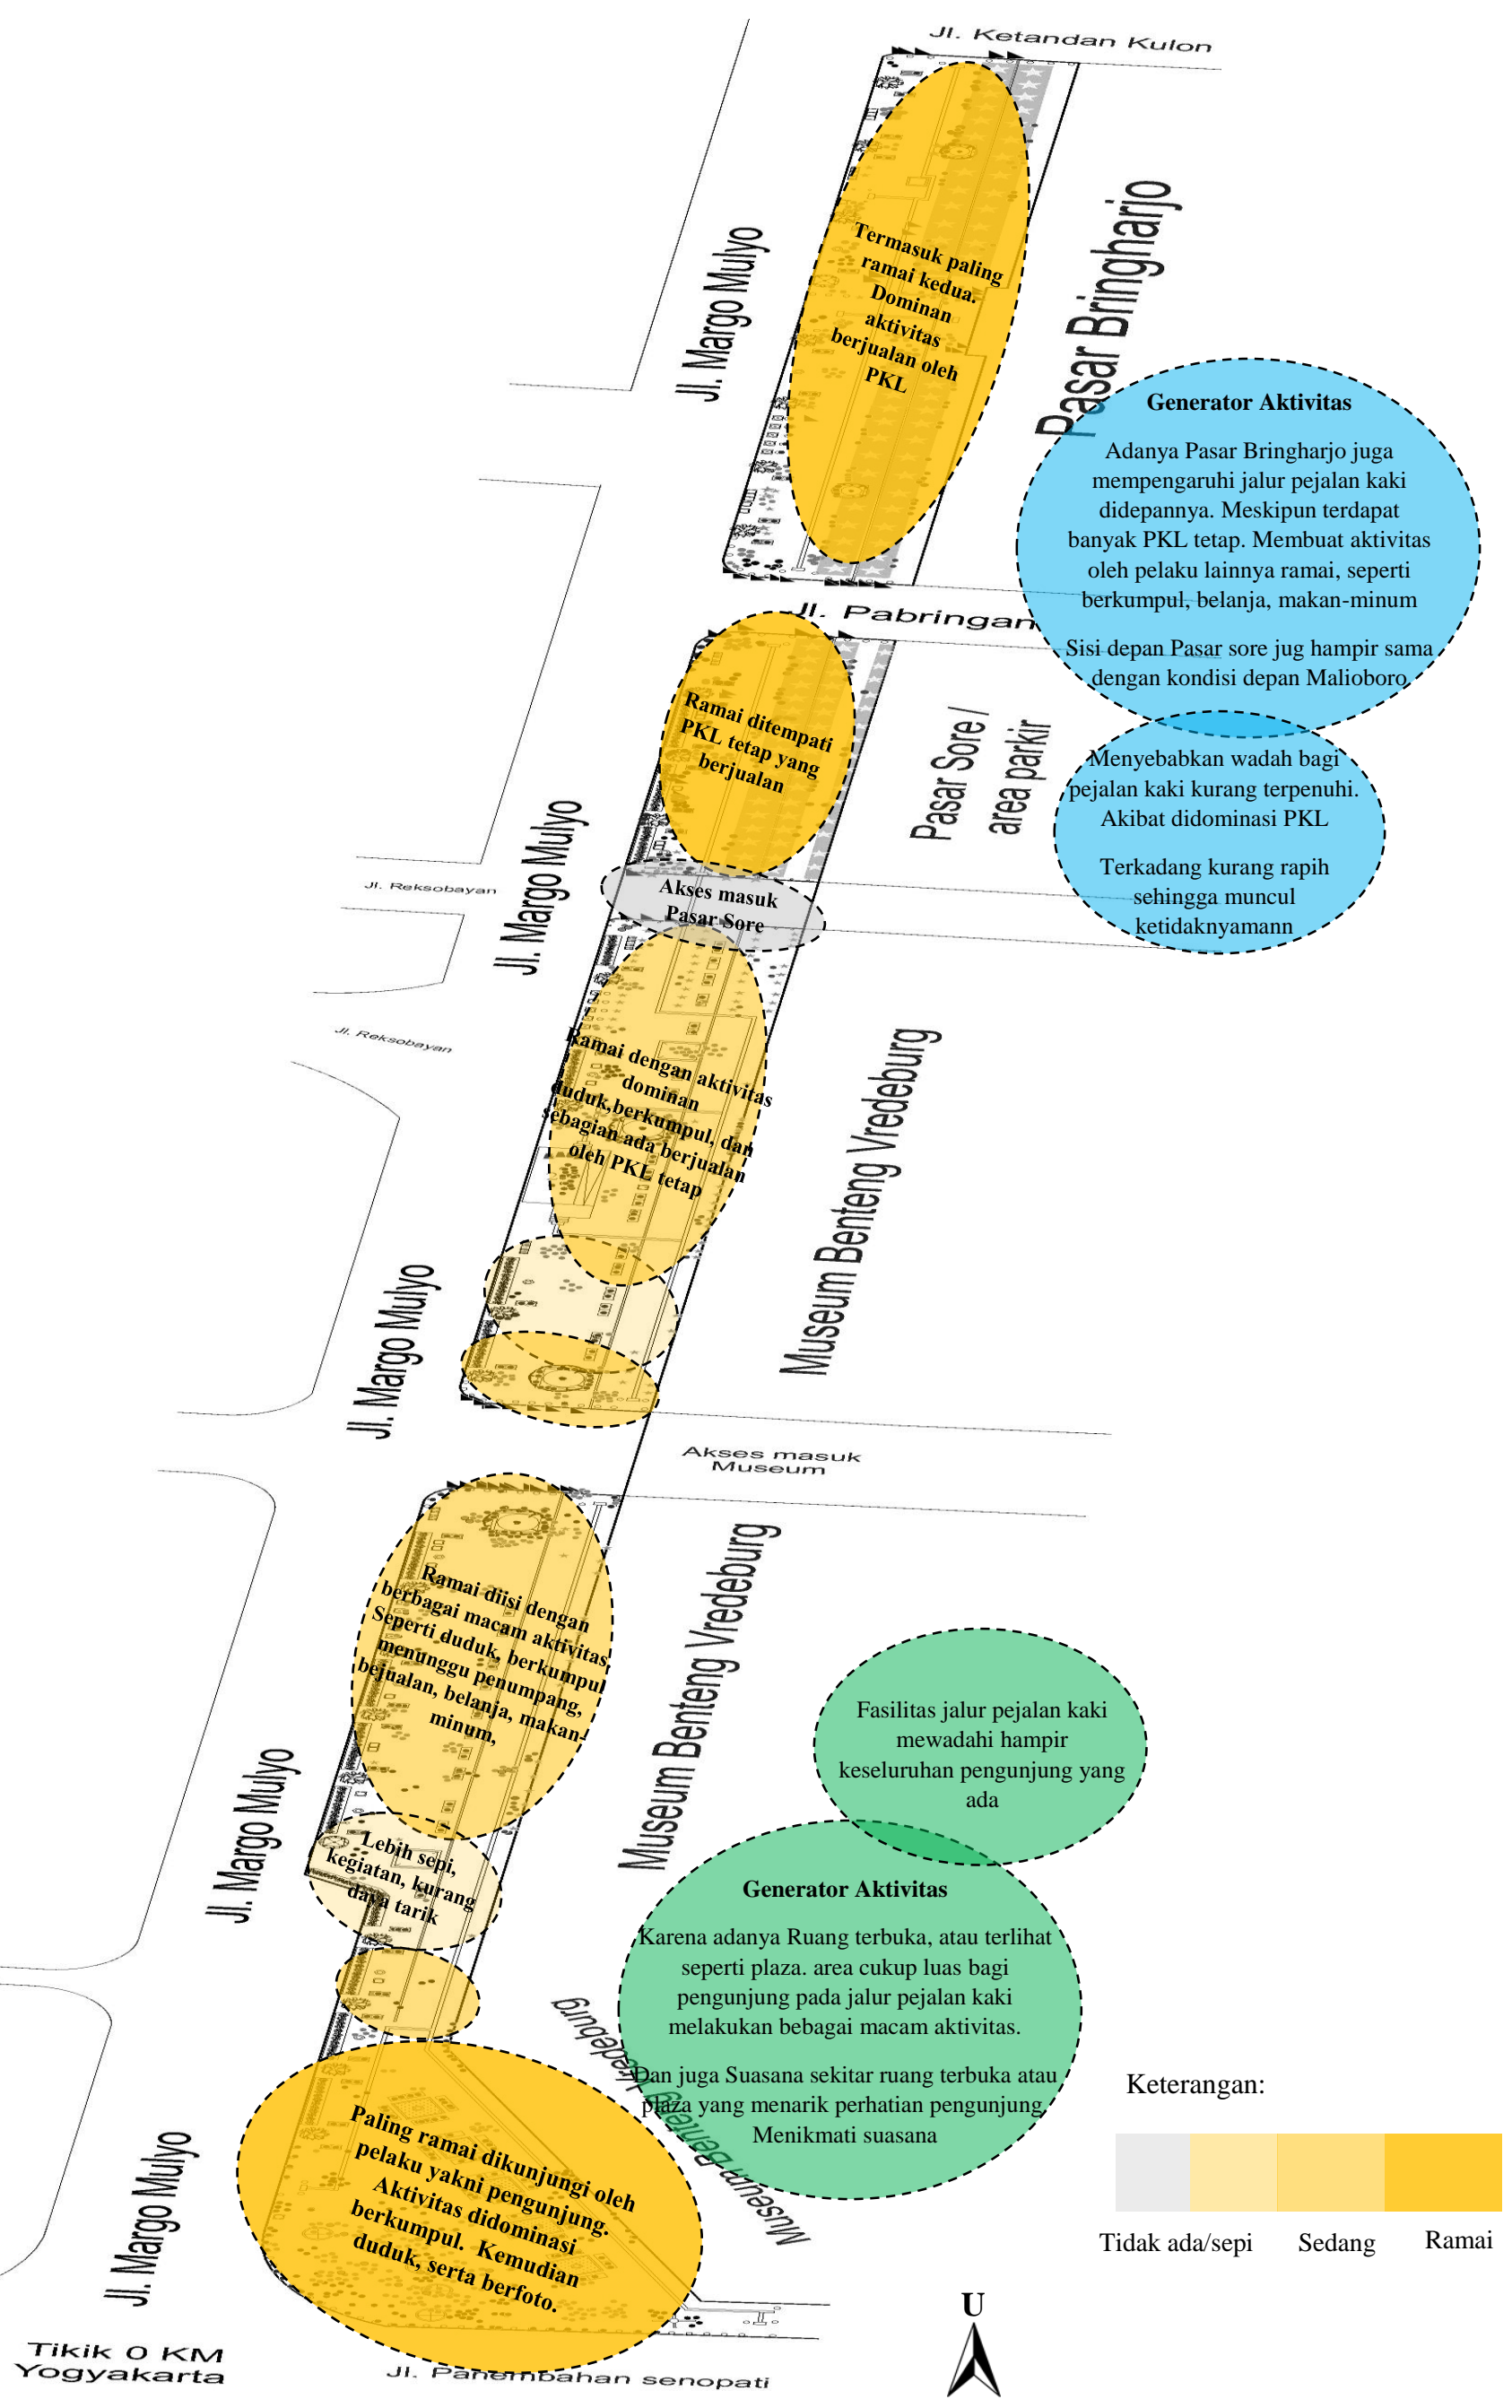 Jl. Ketandan Kulon
Jl. Margo Mulyo
Pasar Bringharjo
Termasuk paling
ramai kedua.
Dominan
aktivitas
berjualan oleh
PKL
Generator Aktivitas
Adanya Pasar Bringharjo juga
mempengaruhi jalur pejalan kaki
didepannya. Meskipun terdapat
banyak PKL tetap. Membuat aktivitas
oleh pelaku lainnya ramai, seperti
berkumpul, belanja, makan-minum
Sisi depan Pasar sore jug hampir sama
dengan kondisi depan Malioboro
Jl. Pabringan
Ramai ditempati
PKL tetap yang
berjualan
Pasar Sore /
area parkir
Menyebabkan wadah bagi
pejalan kaki kurang terpenuhi.
Akibat didominasi PKL
Terkadang kurang rapih
sehingga muncul
ketidaknyamann
Jl. Margo Mulyo
Jl. Reksobayan
Akses masuk
Pasar Sore
Jl. Reksobayan
Ramai dengan aktivitas
dominan
duduk,berkumpul, dan
sebagian ada berjualan
oleh PKL tetap
Museum Benteng Vredeburg
Jl. Margo Mulyo
Akses masuk
Museum
Ramai diisi dengan
berbagai macam aktivitas.
Seperti duduk, berkumpul
menunggu penumpang,
bejualan, belanja, makan-
minum,
Museum Benteng Vredeburg
Fasilitas jalur pejalan kaki
mewadahi hampir
keseluruhan pengunjung yang
ada
Jl. Margo Mulyo
Lebih sepi,
kegiatan, kurang
daya tarik
Generator Aktivitas
Karena adanya Ruang terbuka, atau terlihat
seperti plaza. area cukup luas bagi
pengunjung pada jalur pejalan kaki
melakukan bebagai macam aktivitas.
Dan juga Suasana sekitar ruang terbuka atau
plaza yang menarik perhatian pengunjung
Menikmati suasana
Museum Benteng Vredeburg
Paling ramai dikunjungi oleh
pelaku yakni pengunjung.
Aktivitas didominasi
berkumpul. Kemudian
duduk, serta berfoto.
Jl. Margo Mulyo
Keterangan:
Tidak ada/sepi
Sedang
Ramai
U
Tikik 0 KM
Yogyakarta
Jl. Panembahan senopati